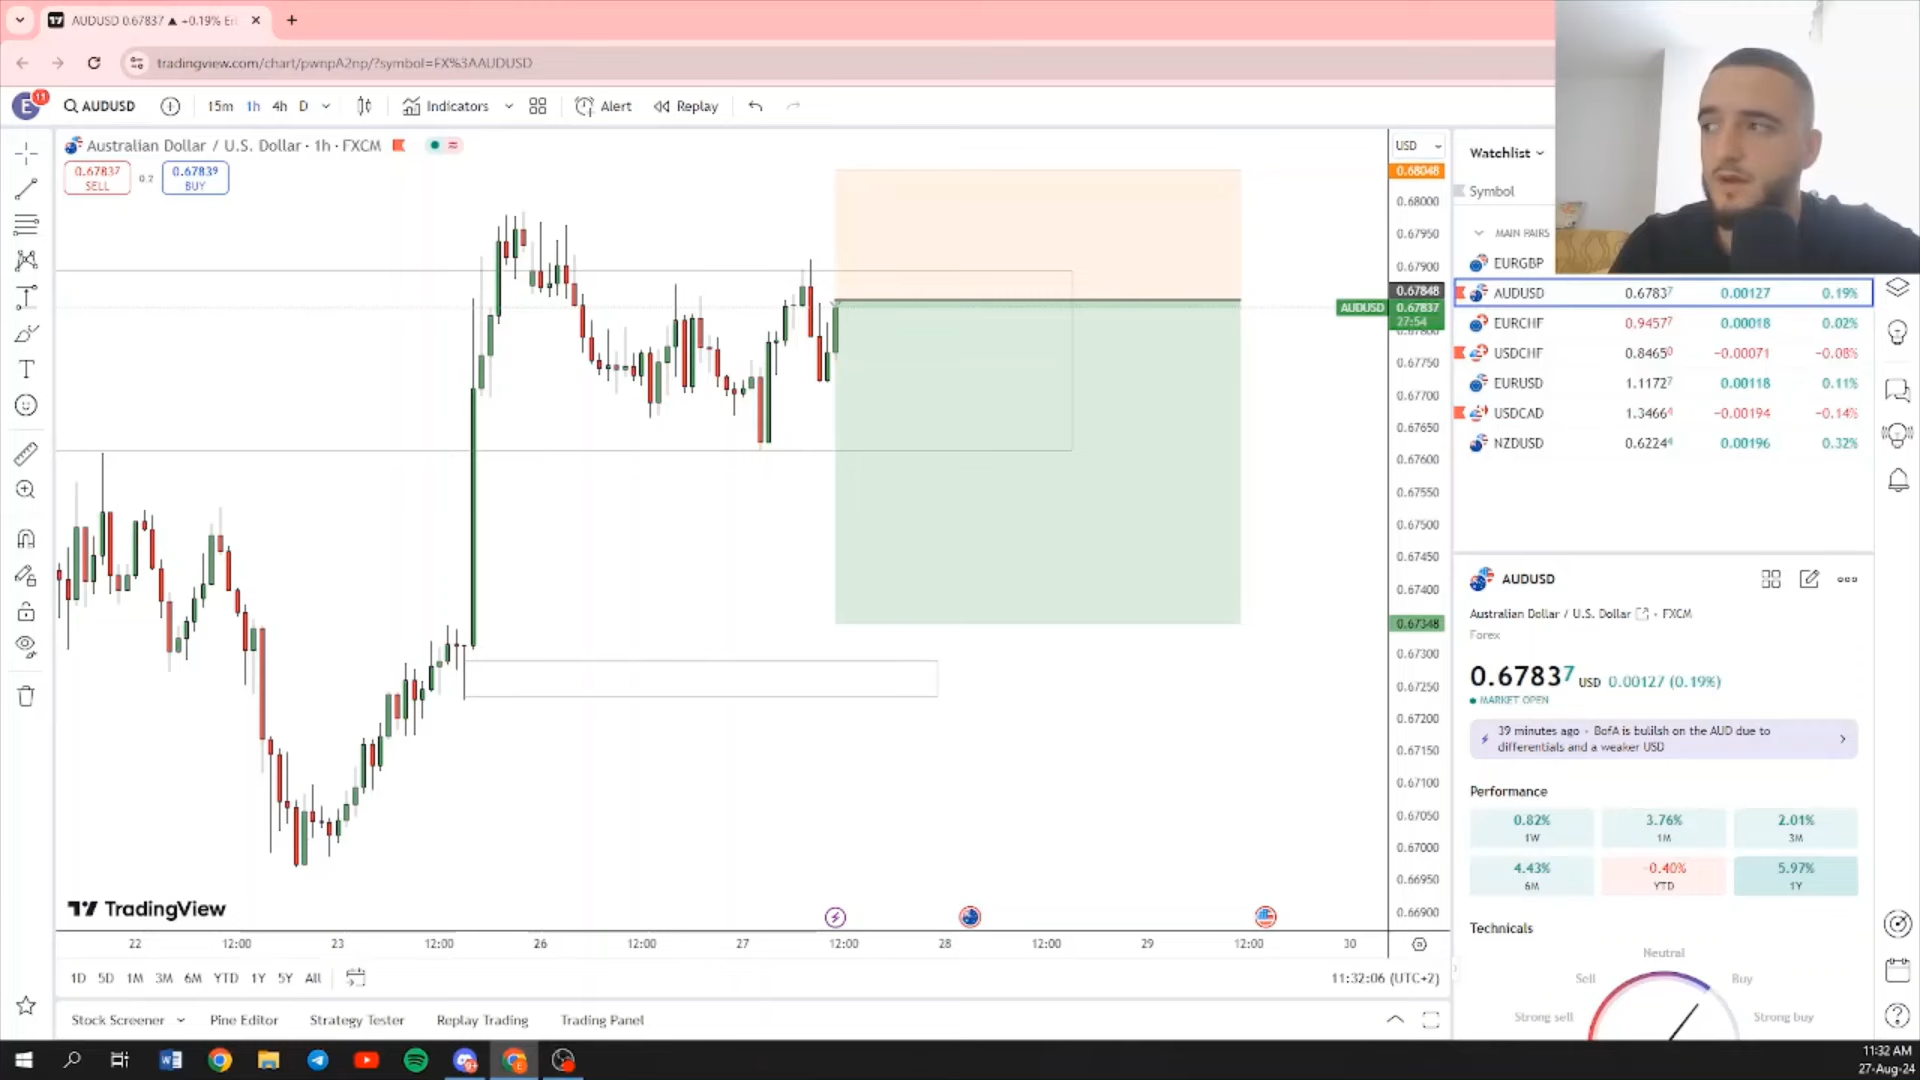 AUDUSD 0.67837 ▲ +0.19%
tradingview.com/chart/pwnpA2np/?symbol=FX%3AAUDUSD
E 11 AUDUSD 15m 1h 4h D Indicators Alert Replay
Australian Dollar / U.S. Dollar · 1h · FXCM
0.67837 SELL 0.2 0.67839 BUY
USD
0.68048
0.68000
0.67950
0.67900
0.67848
AUDUSD 0.67837
27:54
0.67750
0.67700
0.67650
0.67600
0.67550
0.67500
0.67450
0.67400
0.67348
0.67300
0.67250
0.67200
0.67150
0.67100
0.67050
0.67000
0.66950
0.66900
TradingView
22 12:00 23 12:00 26 12:00 27 12:00 28 12:00 29 12:00 30
1D 5D 1M 3M 6M YTD 1Y 5Y All
11:32:06 (UTC+2)
Stock Screener Pine Editor Strategy Tester Replay Trading Trading Panel
Watchlist
Symbol
MAIN PAIRS
EURGBP
AUDUSD 0.67837 0.00127 0.19%
EURCHF 0.94577 0.00018 0.02%
USDCHF 0.84650 −0.00071 −0.08%
EURUSD 1.11727 0.00118 0.11%
USDCAD 1.34664 −0.00194 −0.14%
NZDUSD 0.62244 0.00196 0.32%
AUDUSD
Australian Dollar / U.S. Dollar · FXCM
Forex
0.67837 USD 0.00127 (0.19%)
MARKET OPEN
39 minutes ago · BofA is bulilsh on the AUD due to
differentials and a weaker USD
Performance
0.82% 3.76% 2.01%
1W 1M 3M
4.43% −0.40% 5.97%
6M YTD 1Y
Technicals
Neutral
Sell Buy
Strong sell Strong buy
11:32 AM
27-Aug-24